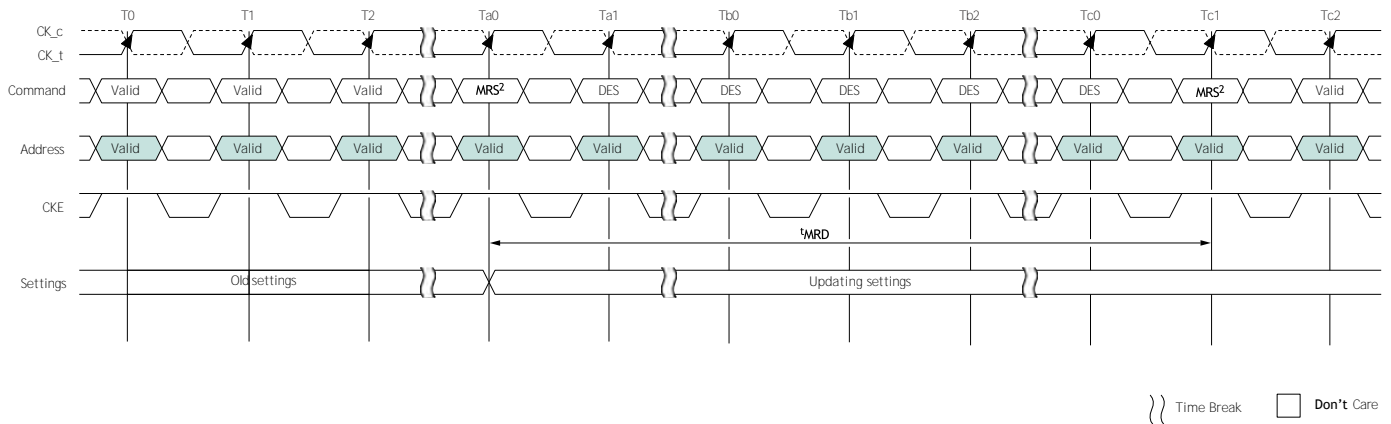 T0 T1 T2 Ta0 Ta1 Tb0 Tb1 Tb2 Tc0 Tc1 Tc2
CK_c
CK_t
Command Valid Valid Valid MRS² DES DES DES DES DES MRS² Valid
Address Valid Valid Valid Valid Valid Valid Valid Valid Valid Valid Valid
CKE
tMRD
Settings Old settings Updating settings
Time Break Don't Care